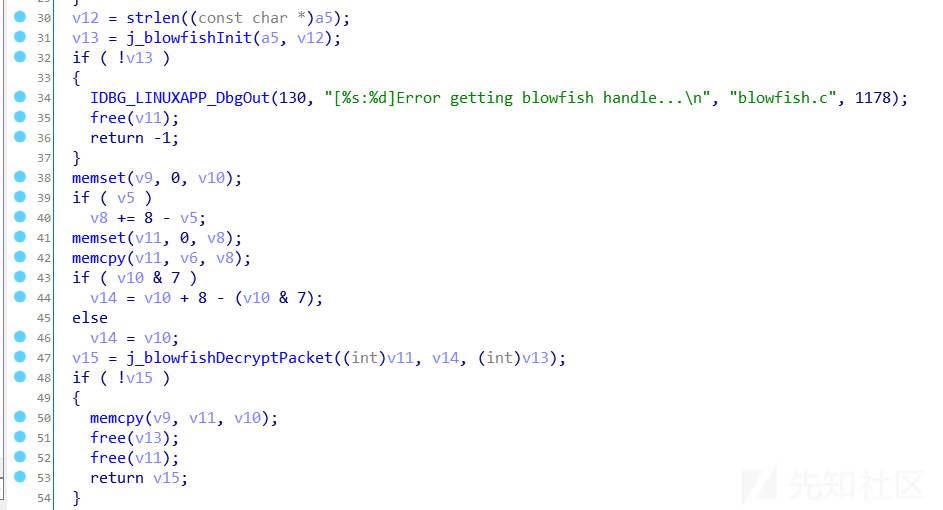 30 v12 = strlen((const char *)a5);
31 v13 = j_blowfishInit(a5, v12);
32 if ( !v13 )
33 {
34 IDBG_LINUXAPP_DbgOut(130, "[%s:%d]Error getting blowfish handle...\n", "blowfish.c", 1178);
35 free(v11);
36 return -1;
37 }
38 memset(v9, 0, v10);
39 if ( v5 )
40 v8 += 8 - v5;
41 memset(v11, 0, v8);
42 memcpy(v11, v6, v8);
43 if ( v10 & 7 )
44 v14 = v10 + 8 - (v10 & 7);
45 else
46 v14 = v10;
47 v15 = j_blowfishDecryptPacket((int)v11, v14, (int)v13);
48 if ( !v15 )
49 {
50 memcpy(v9, v11, v10);
51 free(v13);
52 free(v11);
53 return v15;
54 }
先知社区